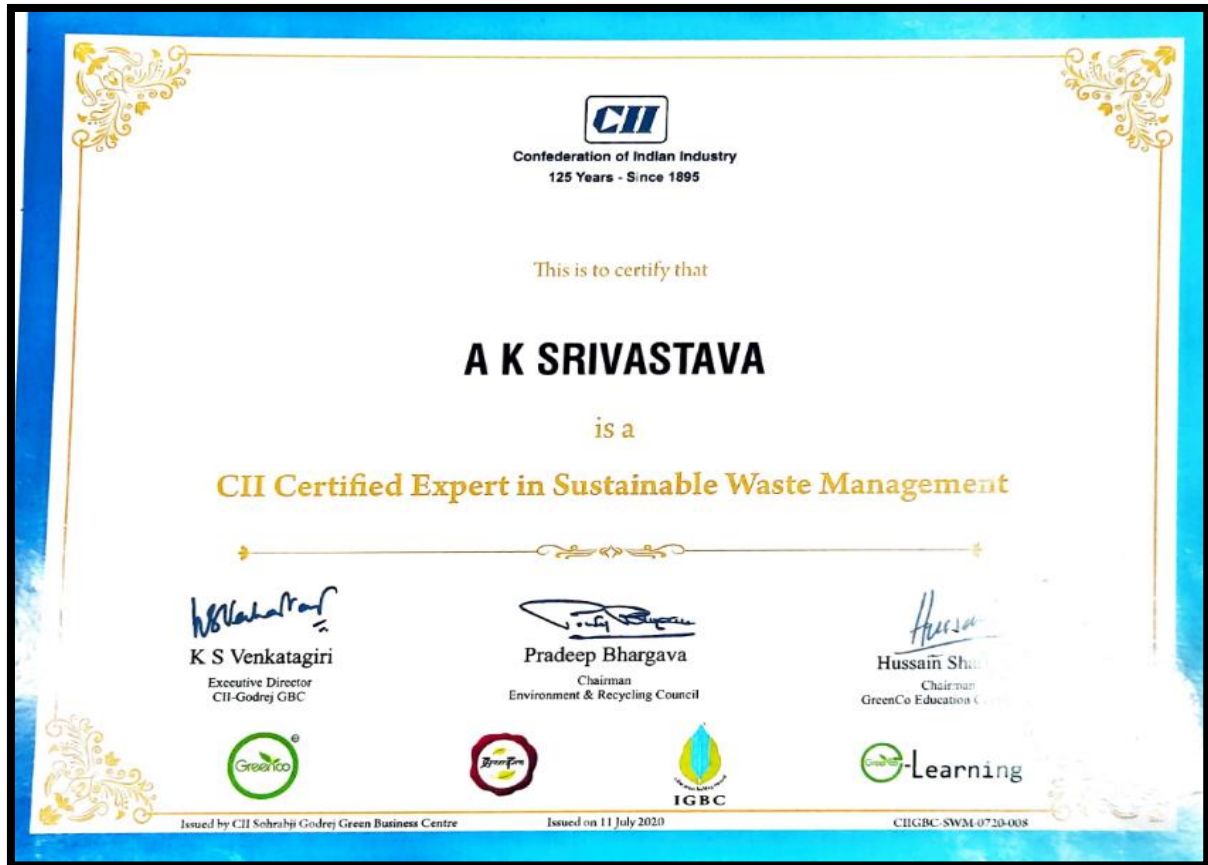 CII
Confederation of Indian Industry
125 Years - Since 1895
This is to certify that
A K SRIVASTAVA
is a
CII Certified Expert in Sustainable Waste Management
K S Venkatagiri
Executive Director
CII-Godrej GBC
Pradeep Bhargava
Chairman
Environment & Recycling Council
Hussain
Chairman
GreenCo Education
GreenCo
e
GreenPro
IGBC
GreenCo
e-Learning
Issued by CII Sohrabji Godrej Green Business Centre
Issued on 11 July 2020
CIIGBC-SWM-0720-008